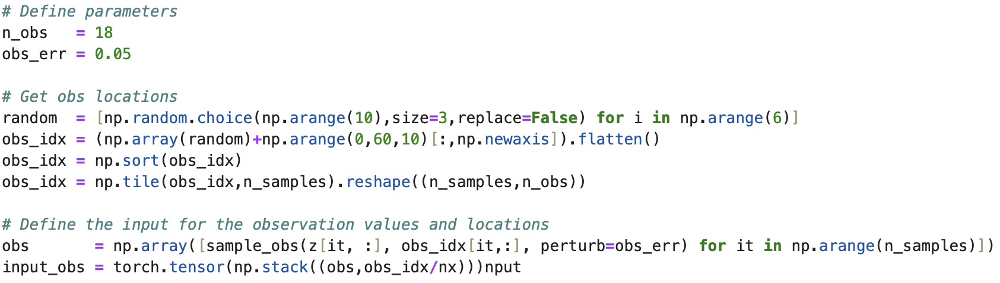 # Define parameters
n_obs   = 18
obs_err = 0.05

# Get obs locations
random  = [np.random.choice(np.arange(10),size=3,replace=False) for i in np.arange(6)]
obs_idx = (np.array(random)+np.arange(0,60,10)[:,np.newaxis]).flatten()
obs_idx = np.sort(obs_idx)
obs_idx = np.tile(obs_idx,n_samples).reshape((n_samples,n_obs))

# Define the input for the observation values and locations
obs       = np.array([sample_obs(z[it, :], obs_idx[it,:], perturb=obs_err) for it in np.arange(n_samples)])
input_obs = torch.tensor(np.stack((obs,obs_idx/nx)))nput